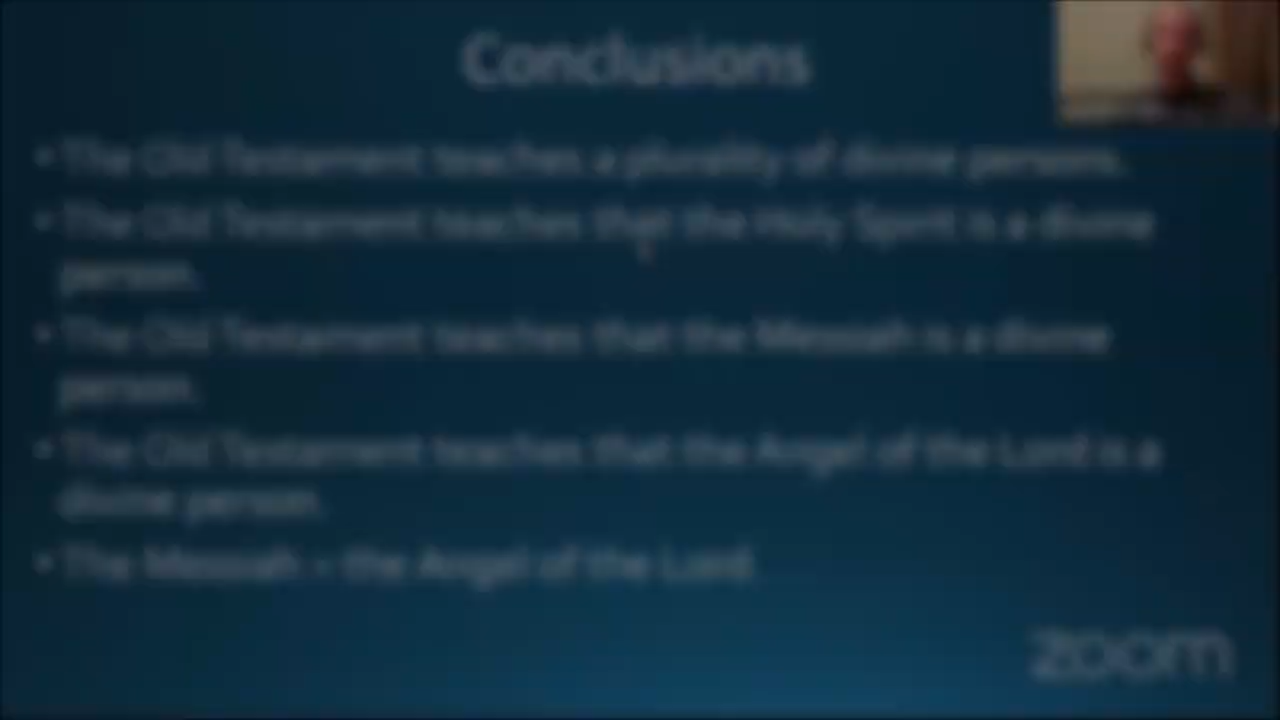 Conclusions
• The Old Testament teaches a plurality of divine persons.
• The Old Testament teaches that the Holy Spirit is a divine
person.
• The Old Testament teaches that the Messiah is a divine
person.
• The Old Testament teaches that the Angel of the Lord is a
divine person.
• The Messiah – the Angel of the Lord
zoom